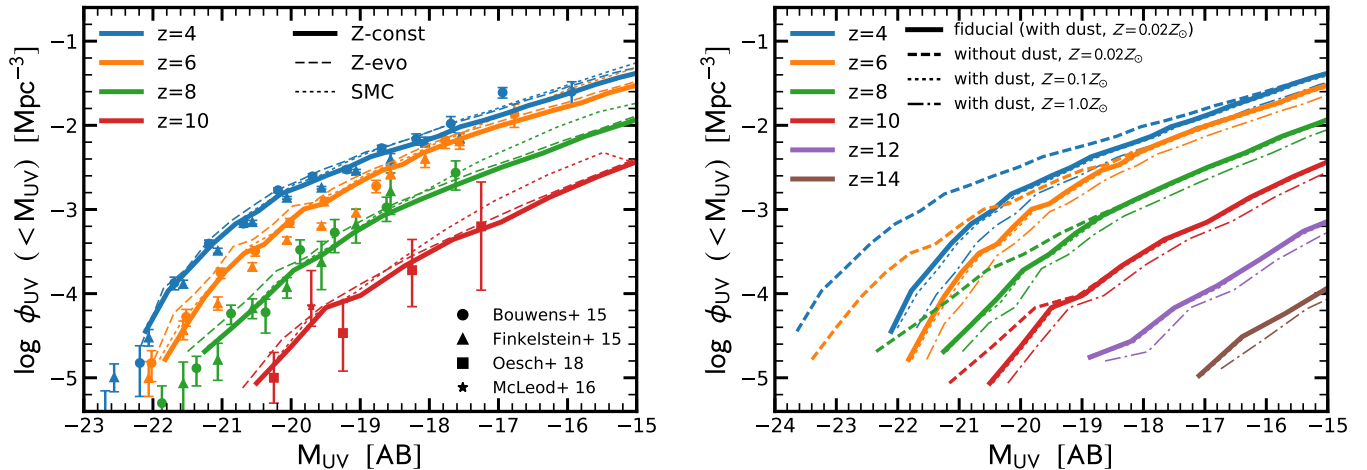 log ϕUV (< MUV) [Mpc−3]
−1
−2
−3
−4
−5
z=4
z=6
z=8
z=10
Z-const
Z-evo
SMC
Bouwens+ 15
Finkelstein+ 15
Oesch+ 18
McLeod+ 16
−23 −22 −21 −20 −19 −18 −17 −16 −15
MUV [AB]
log ϕUV (< MUV) [Mpc−3]
−1
−2
−3
−4
−5
z=4
z=6
z=8
z=10
z=12
z=14
fiducial (with dust, Z=0.02Z⊙)
without dust, Z=0.02Z⊙
with dust, Z=0.1Z⊙
with dust, Z=1.0Z⊙
−24 −23 −22 −21 −20 −19 −18 −17 −16 −15
MUV [AB]